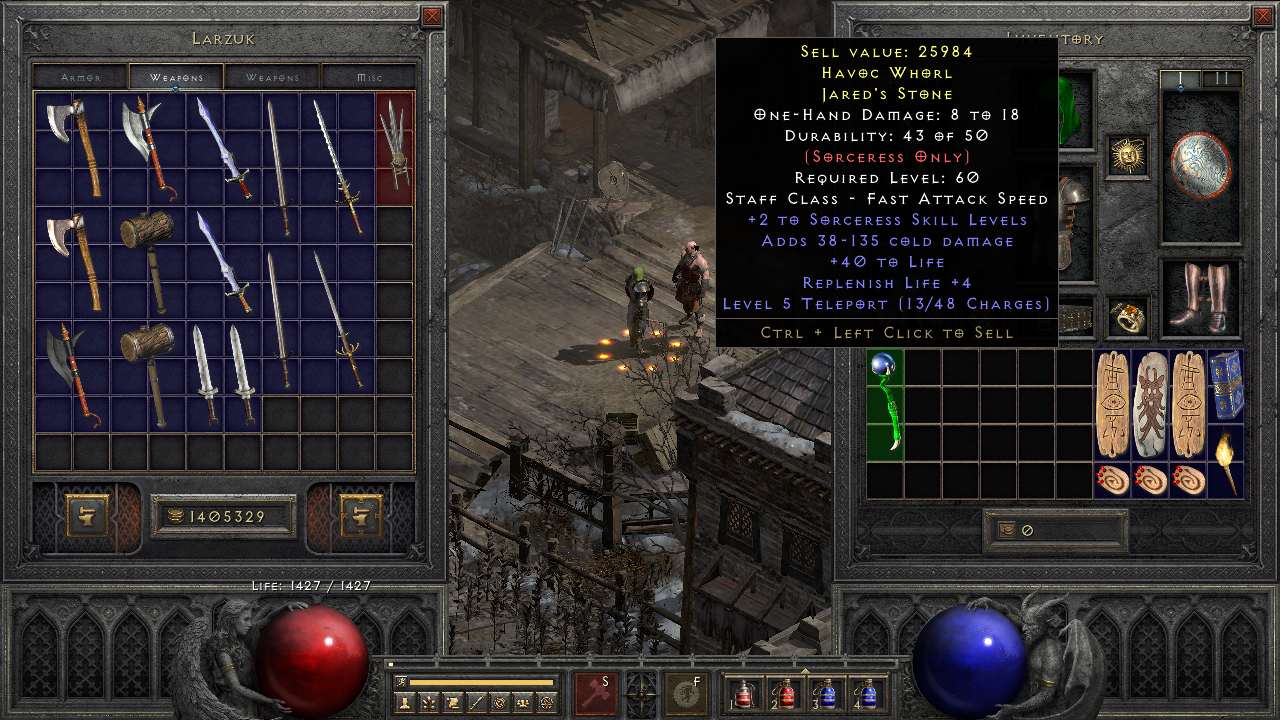 Larzuk
Armor
Weapons
Weapons
Misc
1405329
Life: 1427 / 1427
Sell value: 25984
Havoc Whorl
Jared's Stone
One-Hand Damage: 8 to 18
Durability: 43 of 50
(Sorceress Only)
Required Level: 60
Staff Class - Fast Attack Speed
+2 to Sorceress Skill Levels
Adds 38-135 cold damage
+40 to Life
Replenish Life +4
Level 5 Teleport (13/48 Charges)
Ctrl + Left Click to Sell
Inventory
I
II
0
S
F
1
2
3
4